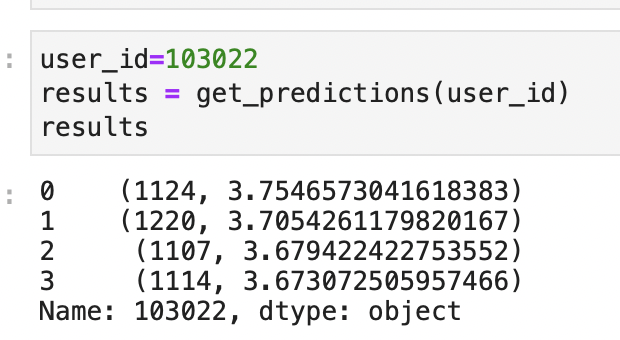 : user_id=103022
results = get_predictions(user_id)
results
: 0    (1124, 3.7546573041618383)
1    (1220, 3.7054261179820167)
2     (1107, 3.679422422753552)
3     (1114, 3.673072505957466)
Name: 103022, dtype: object